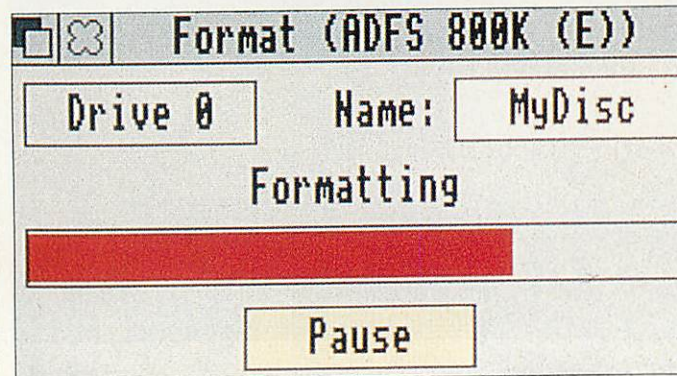 Format (ADFS 800K (E))
Drive 0 Name: MyDisc
Formatting
Pause